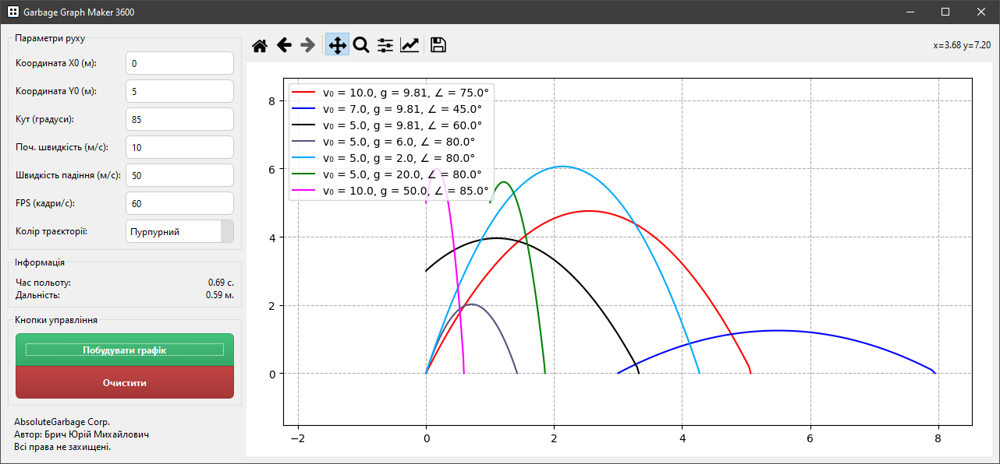 Garbage Graph Maker 3600
Параметри руху
Координата X0 (м): 0
Координата Y0 (м): 5
Кут (градуси): 85
Поч. швидкість (м/с): 10
Швидкість падіння (м/с): 50
FPS (кадри/с): 60
Колір траєкторії: Пурпурний
Інформація
Час польоту: 0.69 с.
Дальність: 0.59 м.
Кнопки управління
Побудувати графік
Очистити
AbsoluteGarbage Corp.
Автор: Брич Юрій Михайлович
Всі права не захищені.
x=3.68 y=7.20
v₀ = 10.0, g = 9.81, ∠ = 75.0°
v₀ = 7.0, g = 9.81, ∠ = 45.0°
v₀ = 5.0, g = 9.81, ∠ = 60.0°
v₀ = 5.0, g = 6.0, ∠ = 80.0°
v₀ = 5.0, g = 2.0, ∠ = 80.0°
v₀ = 5.0, g = 20.0, ∠ = 80.0°
v₀ = 10.0, g = 50.0, ∠ = 85.0°
8
6
4
2
0
−2 0 2 4 6 8